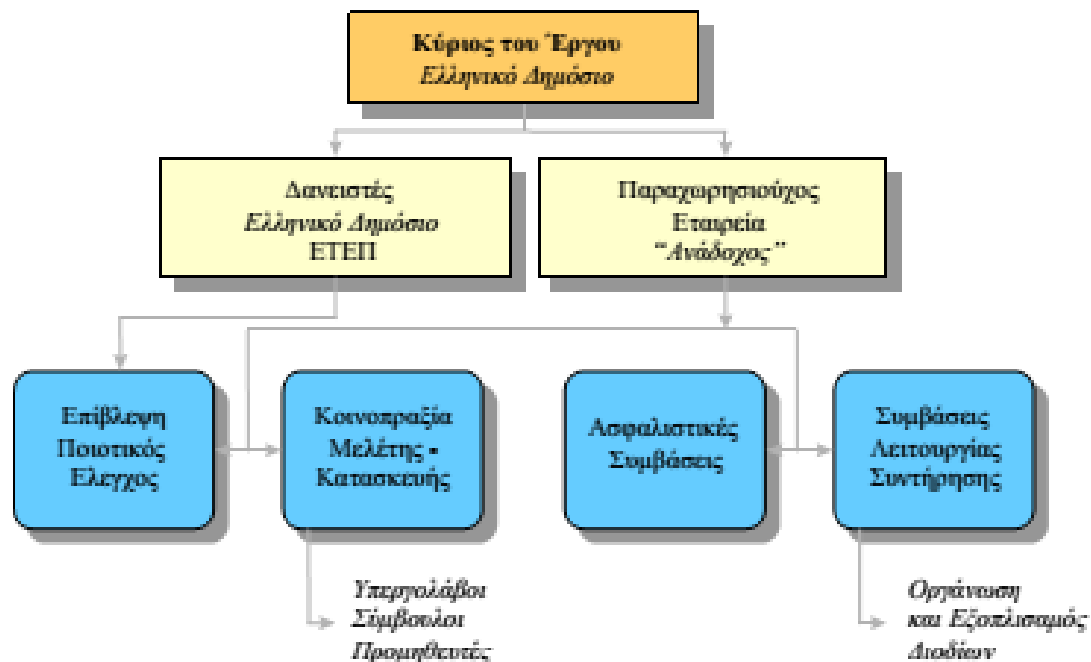 Κύριος του Έργου
Ελληνικό Δημόσιο
Δανειστές
Ελληνικό Δημόσιο
ΕΤΕΠ
Παραχωρησιούχος
Εταιρεία
“Ανάδοχος”
Επίβλεψη
Ποιοτικός
Ελεγχος
Κοινοπραξία
Μελέτης -
Κατασκευής
Ασφαλιστικές
Συμβάσεις
Συμβάσεις
Λειτουργίας
Συντήρησης
Υπεργολάβοι
Σύμβουλοι
Προμηθευτές
Οργάνωση
και Εξοπλισαμός
Διοδίων